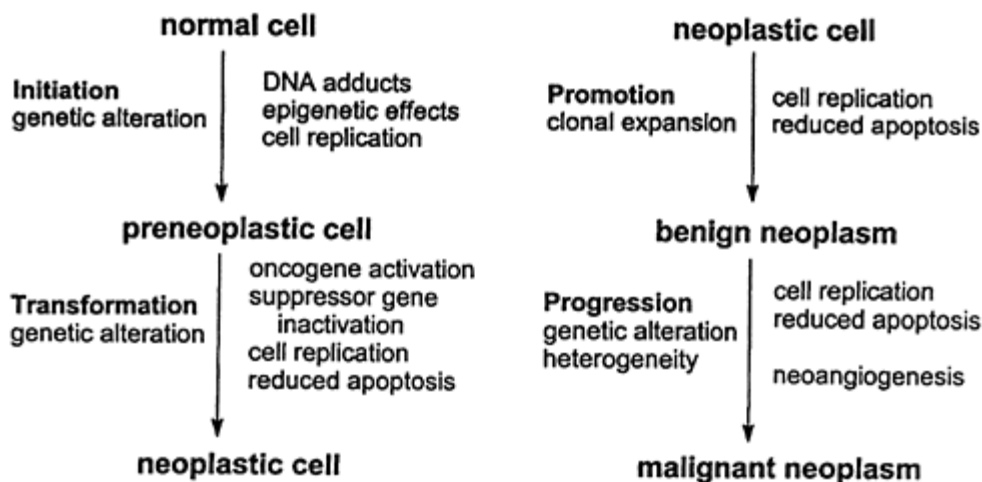 normal cell
Initiation
genetic alteration
DNA adducts
epigenetic effects
cell replication
preneoplastic cell
Transformation
genetic alteration
oncogene activation
suppressor gene
inactivation
cell replication
reduced apoptosis
neoplastic cell
neoplastic cell
Promotion
clonal expansion
cell replication
reduced apoptosis
benign neoplasm
Progression
genetic alteration
heterogeneity
cell replication
reduced apoptosis
neoangiogenesis
malignant neoplasm